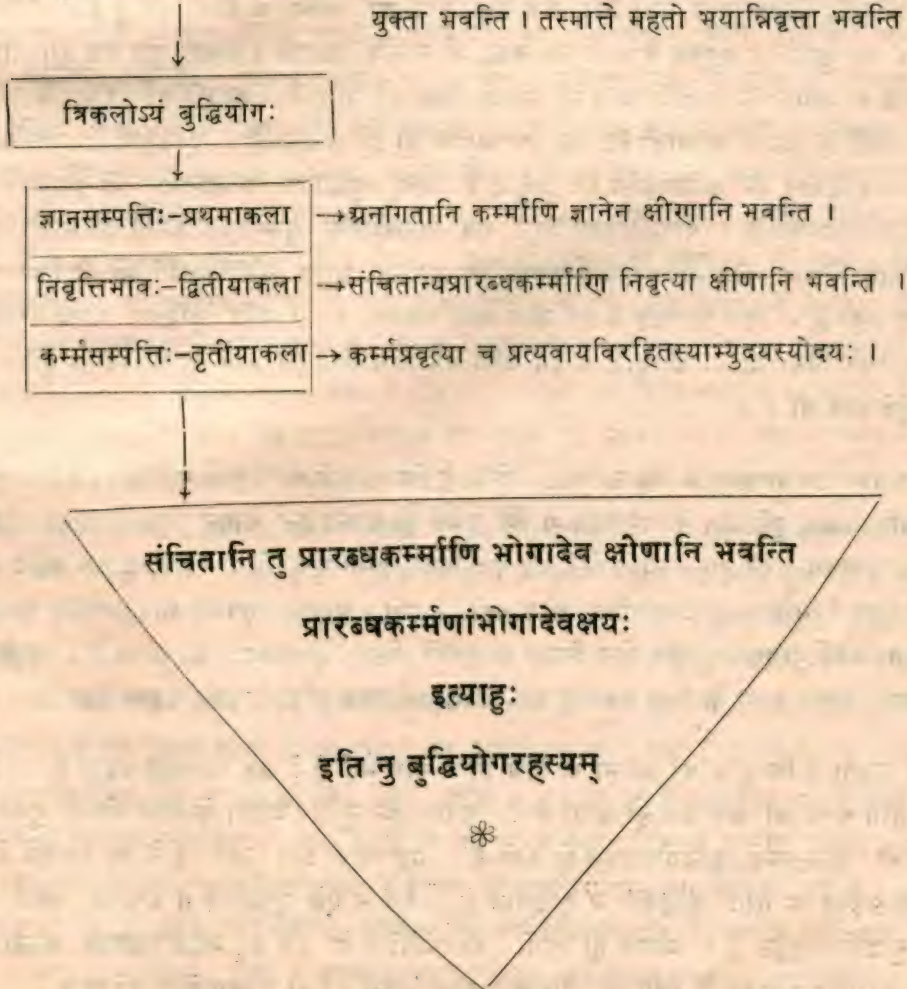 युक्ता भवन्ति । तस्मात्ते महतो भयान्निवृत्ता भवन्ति
त्रिकलोऽयं बुद्धियोगः
ज्ञानसम्पत्तिः-प्रथमाकला →अनागतानि कर्म्माणि ज्ञानेन क्षीणानि भवन्ति ।
निवृत्तिभावः-द्वितीयाकला →संचितान्यप्रारब्धकर्म्माणि निवृत्या क्षीणानि भवन्ति ।
कर्म्मसम्पत्तिः-तृतीयाकला → कर्म्मप्रवृत्या च प्रत्यवायविरहितस्याभ्युदयस्योदयः ।
संचितानि तु प्रारब्धकर्म्माणि भोगादेव क्षीणानि भवन्ति
प्रारब्धकर्म्मणांभोगादेवक्षयः
इत्याहुः
इति नु बुद्धियोगरहस्यम्